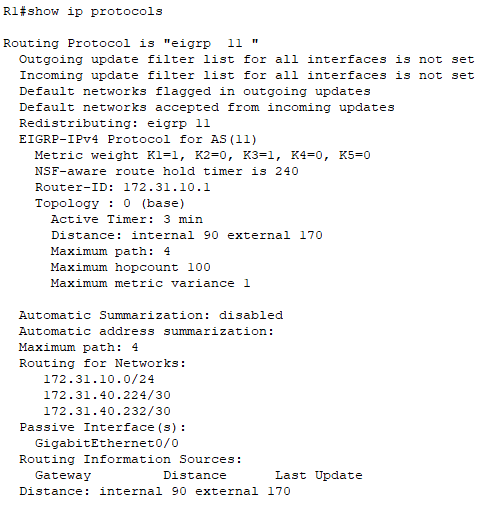 R1#show ip protocols
Routing Protocol is "eigrp  11 "
  Outgoing update filter list for all interfaces is not set
  Incoming update filter list for all interfaces is not set
  Default networks flagged in outgoing updates
  Default networks accepted from incoming updates
  Redistributing: eigrp 11
  EIGRP-IPv4 Protocol for AS(11)
    Metric weight K1=1, K2=0, K3=1, K4=0, K5=0
    NSF-aware route hold timer is 240
    Router-ID: 172.31.10.1
    Topology : 0 (base)
      Active Timer: 3 min
      Distance: internal 90 external 170
      Maximum path: 4
      Maximum hopcount 100
      Maximum metric variance 1
  Automatic Summarization: disabled
  Automatic address summarization:
  Maximum path: 4
  Routing for Networks:
     172.31.10.0/24
     172.31.40.224/30
     172.31.40.232/30
  Passive Interface(s):
    GigabitEthernet0/0
  Routing Information Sources:
    Gateway         Distance      Last Update
  Distance: internal 90 external 170